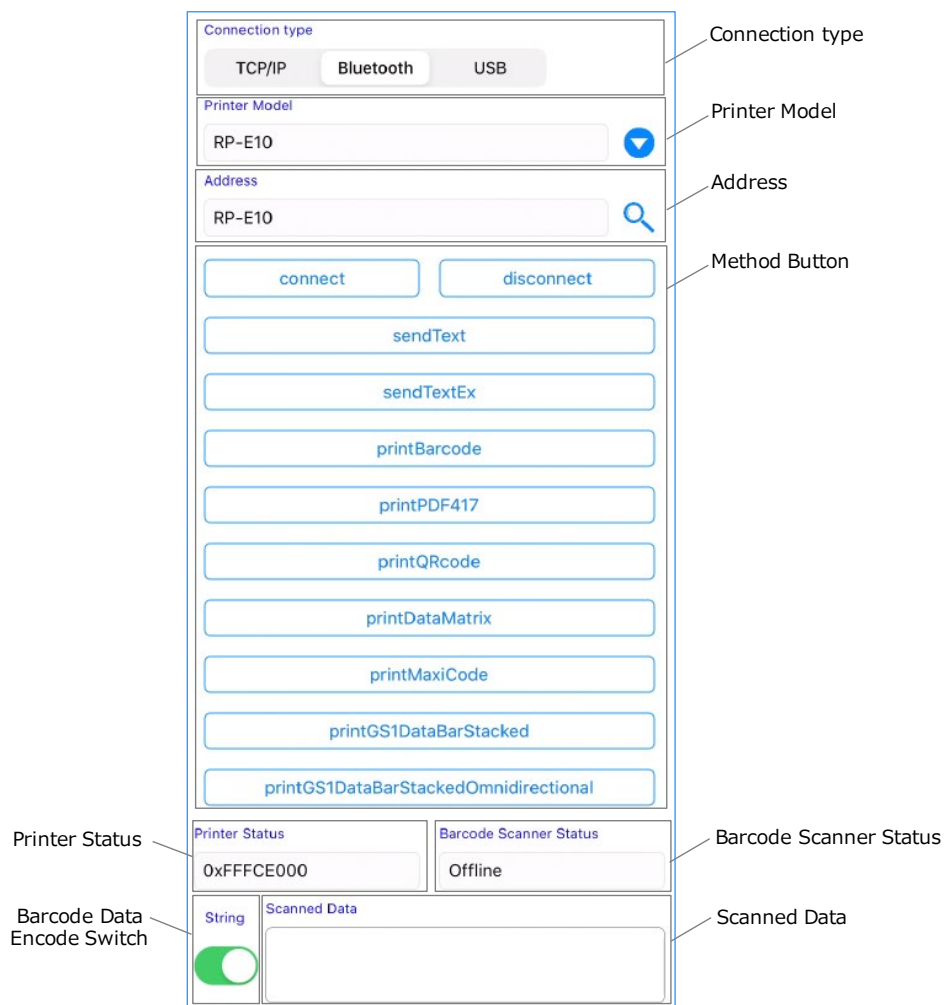 Connection type
Connection type
TCP/IP Bluetooth USB
Printer Model
Printer Model
RP-E10
Address
Address
RP-E10
Method Button
connect disconnect
sendText
sendTextEx
printBarcode
printPDF417
printQRcode
printDataMatrix
printMaxiCode
printGS1DataBarStacked
printGS1DataBarStackedOmnidirectional
Printer Status
Printer Status
0xFFFCE000
Barcode Scanner Status
Offline
Barcode Scanner Status
Barcode Data
Encode Switch
String
Scanned Data
Scanned Data